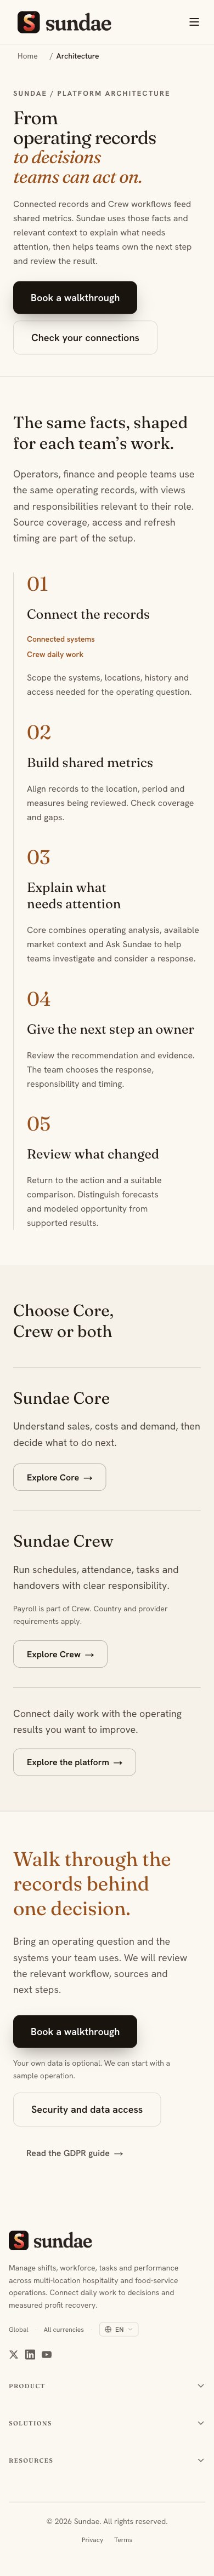 sundae
Home / Architecture
SUNDAE / PLATFORM ARCHITECTURE
From
operating records
to decisions
teams can act on.
Connected records and Crew workflows feed
shared metrics. Sundae uses those facts and
relevant context to explain what needs
attention, then helps teams own the next step
and review the result.
Book a walkthrough
Check your connections
The same facts, shaped
for each team’s work.
Operators, finance and people teams use
the same operating records, with views
and responsibilities relevant to their role.
Source coverage, access and refresh
timing are part of the setup.
01
Connect the records
Connected systems
Crew daily work
Scope the systems, locations, history and
access needed for the operating question.
02
Build shared metrics
Align records to the location, period and
measures being reviewed. Check coverage
and gaps.
03
Explain what
needs attention
Core combines operating analysis, available
market context and Ask Sundae to help
teams investigate and consider a response.
04
Give the next step an owner
Review the recommendation and evidence.
The team chooses the response,
responsibility and timing.
05
Review what changed
Return to the action and a suitable
comparison. Distinguish forecasts
and modeled opportunity from
supported results.
Choose Core,
Crew or both
Sundae Core
Understand sales, costs and demand, then
decide what to do next.
Explore Core →
Sundae Crew
Run schedules, attendance, tasks and
handovers with clear responsibility.
Payroll is part of Crew. Country and provider
requirements apply.
Explore Crew →
Connect daily work with the operating
results you want to improve.
Explore the platform →
Walk through the
records behind
one decision.
Bring an operating question and the
systems your team uses. We will review
the relevant workflow, sources and
next steps.
Book a walkthrough
Your own data is optional. We can start with a
sample operation.
Security and data access
Read the GDPR guide →
sundae
Manage shifts, workforce, tasks and performance
across multi-location hospitality and food-service
operations. Connect daily work to decisions and
measured profit recovery.
Global All currencies EN
PRODUCT
SOLUTIONS
RESOURCES
© 2026 Sundae. All rights reserved.
Privacy Terms